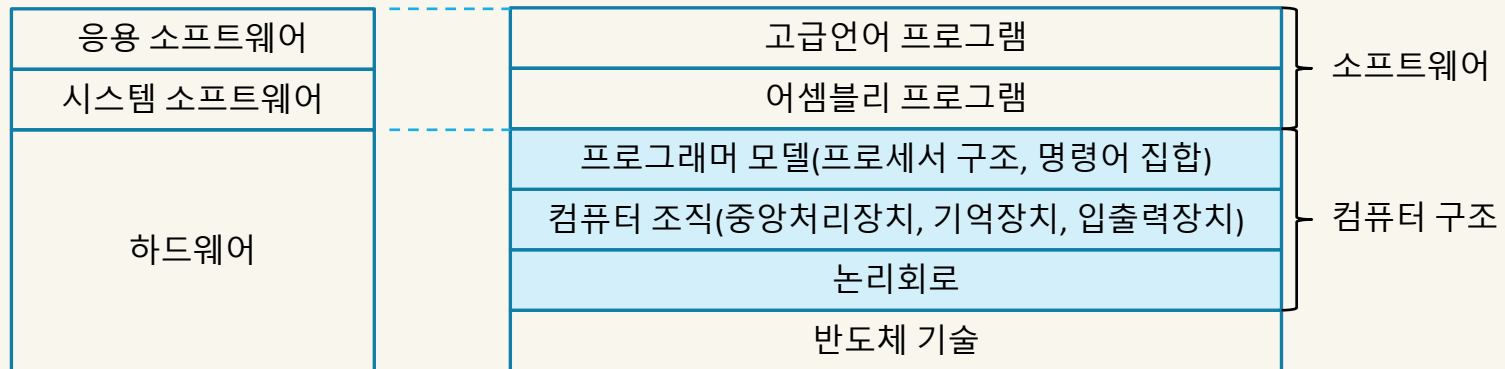 응용 소프트웨어
시스템 소프트웨어
하드웨어
고급언어 프로그램
어셈블리 프로그램
프로그래머 모델(프로세서 구조, 명령어 집합)
컴퓨터 조직(중앙처리장치, 기억장치, 입출력장치)
논리회로
반도체 기술
소프트웨어
컴퓨터 구조